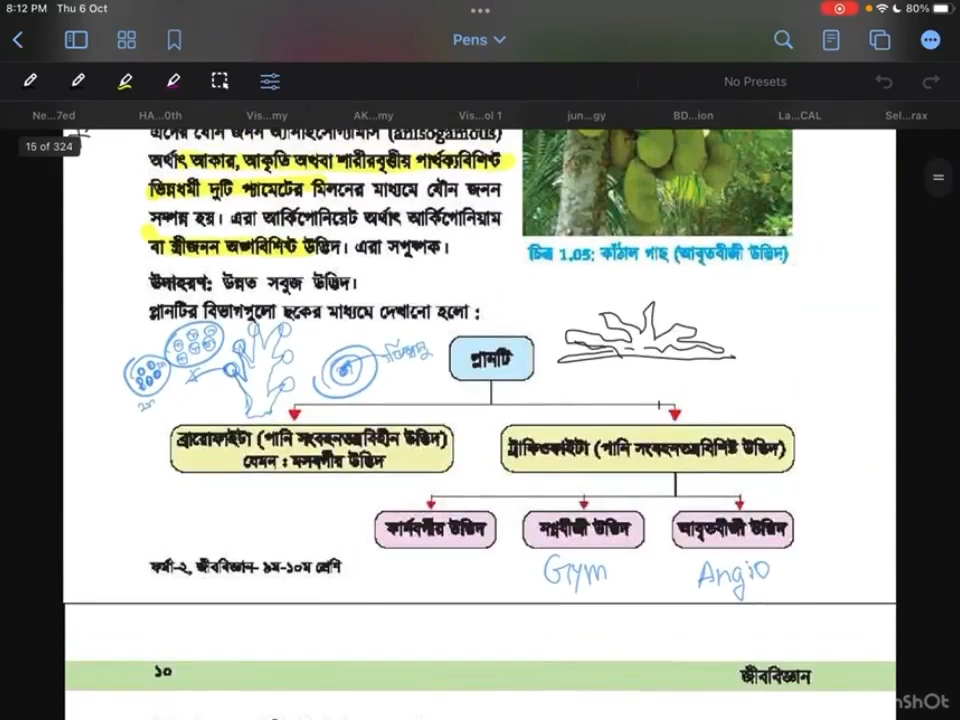 8:12 PM Thu 6 Oct
80%
Pens
No Presets
Ne...7ed HA...0th Vis...my AK...my Vis...ol 1 jun...gy BD...ion La...CAL Sei...rax
15 of 324
এদের যৌন জনন অ্যানাইসোগ্যামাস (anisogamous)
অর্থাৎ আকার, আকৃতি অথবা শারীরবৃত্তীয় পার্থক্যবিশিষ্ট
ভিন্নধর্মী দুটি গ্যামেটের মিলনের মাধ্যমে যৌন জনন
সম্পন্ন হয়। এরা আর্কিগোনিয়েট অর্থাৎ আর্কিগোনিয়াম
বা স্ত্রীজনন অঙ্গবিশিষ্ট উদ্ভিদ। এরা সপুষ্পক।
চিত্র 1.05: কাঁঠাল গাছ (আবৃতবীজী উদ্ভিদ)
উদাহরণ: উন্নত সবুজ উদ্ভিদ।
প্লানটির বিভাগগুলো ছকের মাধ্যমে দেখানো হলো :
প্লানটি
ব্রায়োফাইটা (পানি সংবহনতন্ত্রবিহীন উদ্ভিদ)
যেমন : মসবর্গীয় উদ্ভিদ
ট্রাকিওফাইটা (পানি সংবহনতন্ত্রবিশিষ্ট উদ্ভিদ)
ফার্নবর্গীয় উদ্ভিদ
নগ্নবীজী উদ্ভিদ
আবৃতবীজী উদ্ভিদ
Gym
Angio
ফর্মা-২, জীববিজ্ঞান- ৯ম-১০ম শ্রেণি
১০
জীববিজ্ঞান